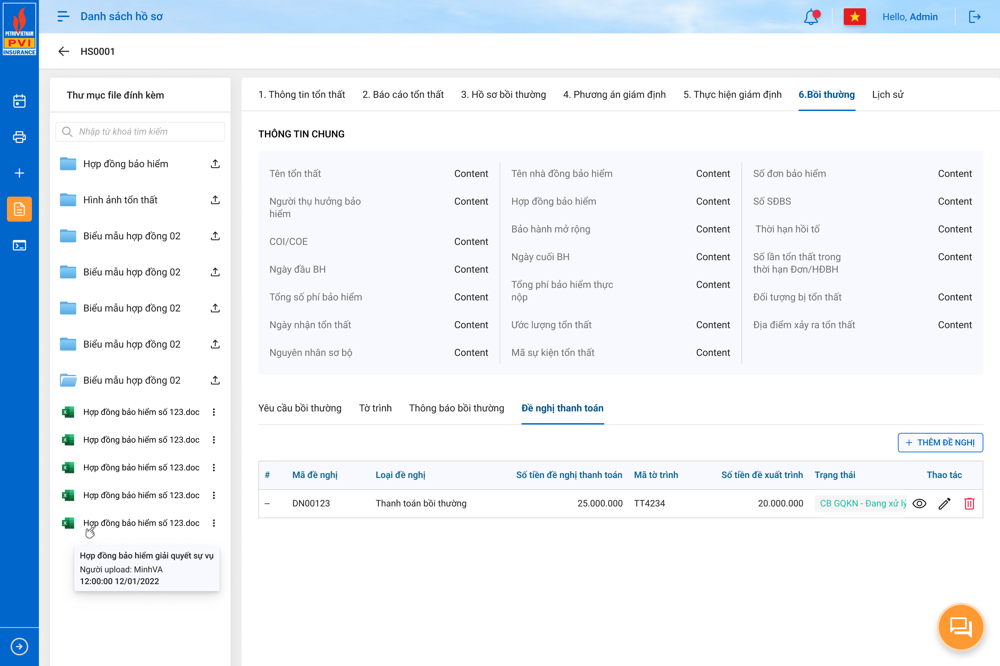 PETROVIETNAM
PVI
INSURANCE
Danh sách hồ sơ
Hello, Admin
HS0001
Thư mục file đính kèm
Nhập từ khoá tìm kiếm
Hợp đồng bảo hiểm
Hình ảnh tổn thất
Biểu mẫu hợp đồng 02
Biểu mẫu hợp đồng 02
Biểu mẫu hợp đồng 02
Biểu mẫu hợp đồng 02
Biểu mẫu hợp đồng 02
Hợp đồng bảo hiểm số 123.doc
Hợp đồng bảo hiểm số 123.doc
Hợp đồng bảo hiểm số 123.doc
Hợp đồng bảo hiểm số 123.doc
Hợp đồng bảo hiểm số 123.doc
Hợp đồng bảo hiểm giải quyết sự vụ
Người upload: MinhVA
12:00:00 12/01/2022
1. Thông tin tổn thất 2. Báo cáo tổn thất 3. Hồ sơ bồi thường 4. Phương án giám định 5. Thực hiện giám định 6.Bồi thường Lịch sử
THÔNG TIN CHUNG
Tên tổn thất Content
Người thụ hưởng bảo Content
hiểm
COI/COE Content
Ngày đầu BH Content
Tổng số phí bảo hiểm Content
Ngày nhận tổn thất Content
Nguyên nhân sơ bộ Content
Tên nhà đồng bảo hiểm Content
Hợp đồng bảo hiểm Content
Bảo hành mở rộng Content
Ngày cuối BH Content
Tổng phí bảo hiểm thực Content
nộp
Ước lượng tổn thất Content
Mã sự kiện tổn thất Content
Số đơn bảo hiểm Content
Số SĐBS Content
Thời hạn hồi tố Content
Số lần tổn thất trong Content
thời hạn Đơn/HĐBH
Đối tượng bị tổn thất Content
Địa điểm xảy ra tổn thất Content
Yêu cầu bồi thường Tờ trình Thông báo bồi thường Đề nghị thanh toán
+ THÊM ĐỀ NGHỊ
# Mã đề nghị Loại đề nghị Số tiền đề nghị thanh toán Mã tờ trình Số tiền đề xuất trình Trạng thái Thao tác
-- DN00123 Thanh toán bồi thường 25.000.000 TT4234 20.000.000 CB GQKN - Đang xử lý